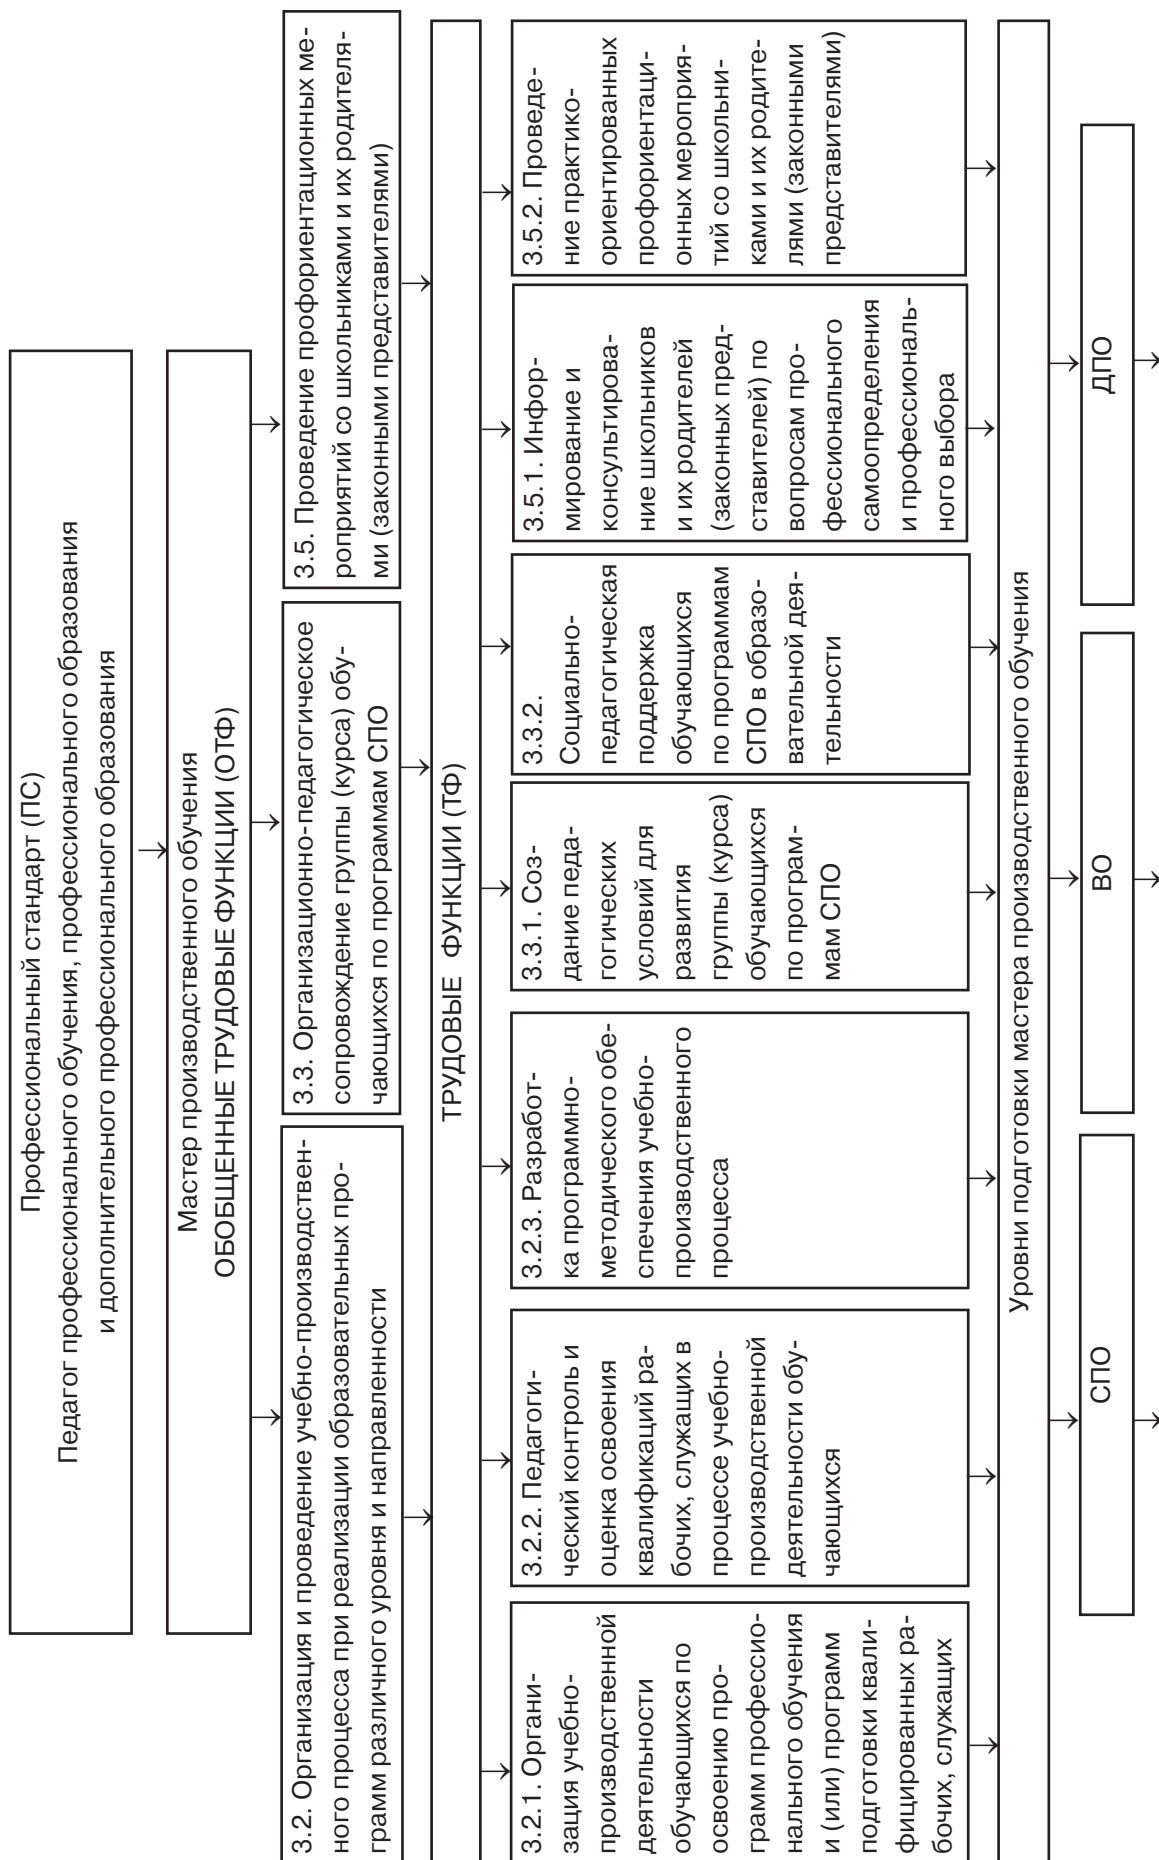 Профессиональный стандарт (ПС)
Педагог профессионального обучения, профессионального образования
и дополнительного профессионального образования
Мастер производственного обучения
ОБОБЩЕННЫЕ ТРУДОВЫЕ ФУНКЦИИ (ОТФ)
3.2. Организация и проведение учебно-производствен-
ного процесса при реализации образовательных про-
грамм различного уровня и направленности
3.3. Организационно-педагогическое
сопровождение группы (курса) обу-
чающихся по программам СПО
3.5. Проведение профориентационных ме-
роприятий со школьниками и их родителя-
ми (законными представителями)
ТРУДОВЫЕ ФУНКЦИИ (ТФ)
3.2.1. Органи-
зация учебно-
производственной
деятельности
обучающихся по
освоению про-
грамм профессио-
нального обучения
и (или) программ
подготовки квали-
фицированных ра-
бочих, служащих
3.2.2. Педагоги-
ческий контроль и
оценка освоения
квалификаций ра-
бочих, служащих в
процессе учебно-
производственной
деятельности обу-
чающихся
3.2.3. Разработ-
ка программно-
методического обе-
спечения учебно-
производственного
процесса
3.3.1. Соз-
дание педа-
гогических
условий для
развития
группы (курса)
обучающихся
по програм-
мам СПО
3.3.2.
Социально-
педагогическая
поддержка
обучающихся
по программам
СПО в образо-
вательной дея-
тельности
3.5.1. Инфор-
мирование и
консультирова-
ние школьников
и их родителей
(законных пред-
ставителей) по
вопросам про-
фессионального
самоопределения
и профессиональ-
ного выбора
3.5.2. Проведе-
ние практико-
ориентированных
профориентаци-
онных мероприя-
тий со школьни-
ками и их родите-
лями (законными
представителями)
Уровни подготовки мастера производственного обучения
СПО
ВО
ДПО